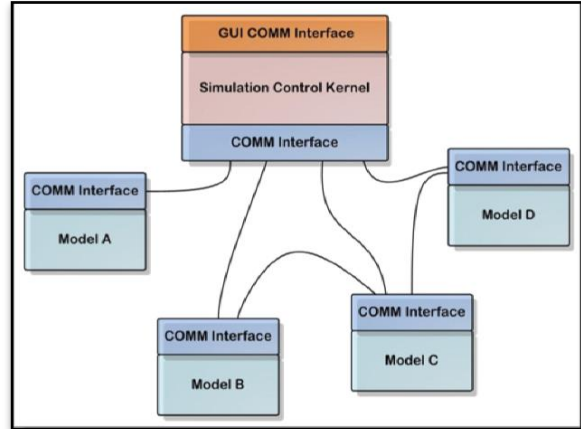 GUI COMM Interface
Simulation Control Kernel
COMM Interface
COMM Interface
Model A
COMM Interface
Model D
COMM Interface
Model B
COMM Interface
Model C